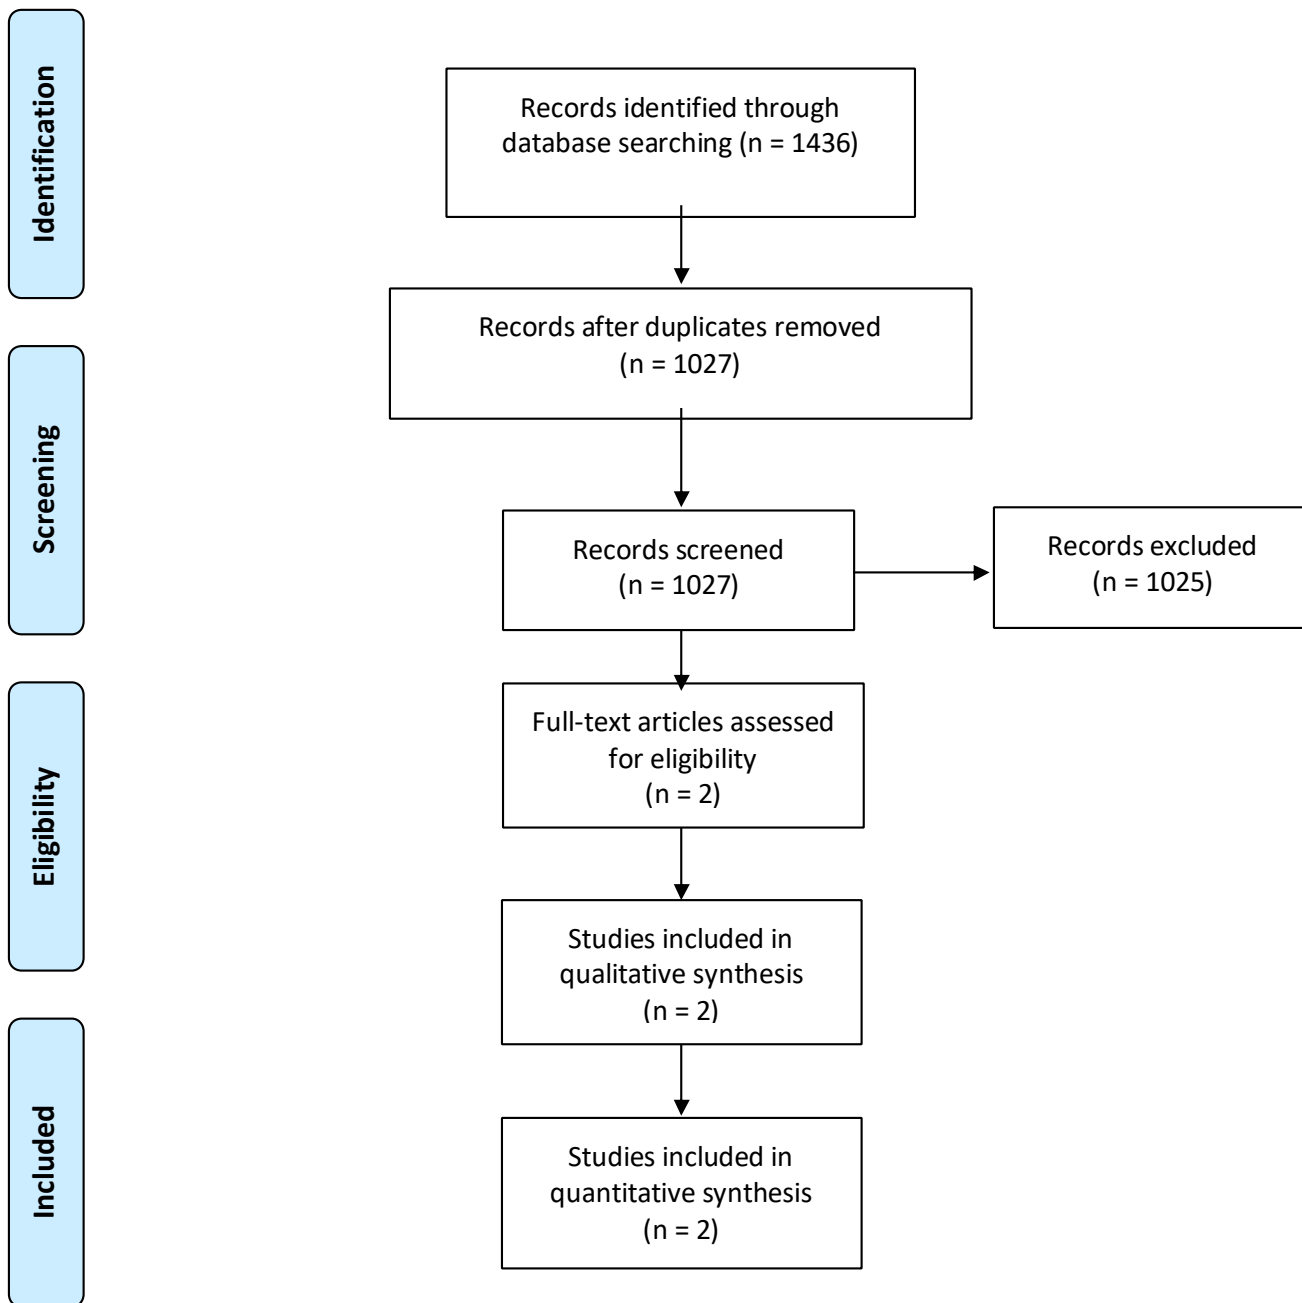 Identification
Records identified through
database searching (n = 1436)
Records after duplicates removed
(n = 1027)
Screening
Records screened
(n = 1027)
Records excluded
(n = 1025)
Eligibility
Full-text articles assessed
for eligibility
(n = 2)
Studies included in
qualitative synthesis
(n = 2)
Included
Studies included in
quantitative synthesis
(n = 2)